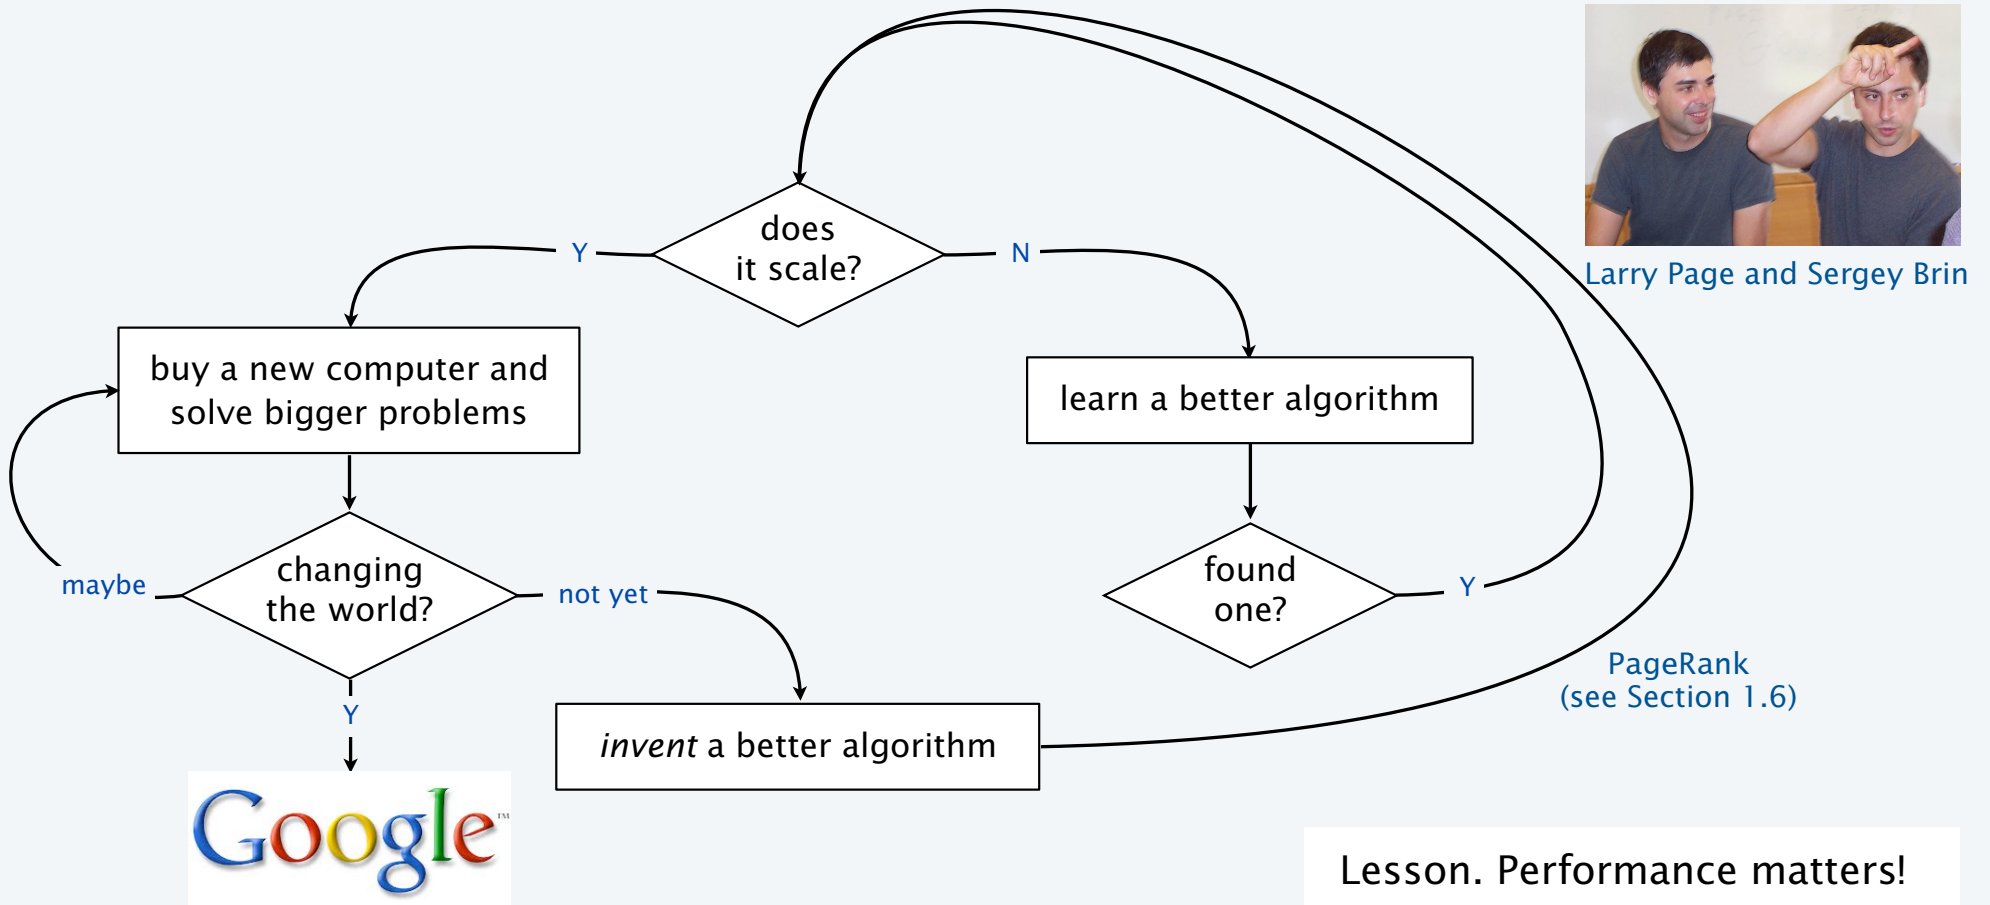 does
it scale?
Y
N
Larry Page and Sergey Brin
buy a new computer and
solve bigger problems
learn a better algorithm
changing
the world?
maybe
not yet
found
one?
Y
PageRank
(see Section 1.6)
Y
invent a better algorithm
Google™
Lesson. Performance matters!